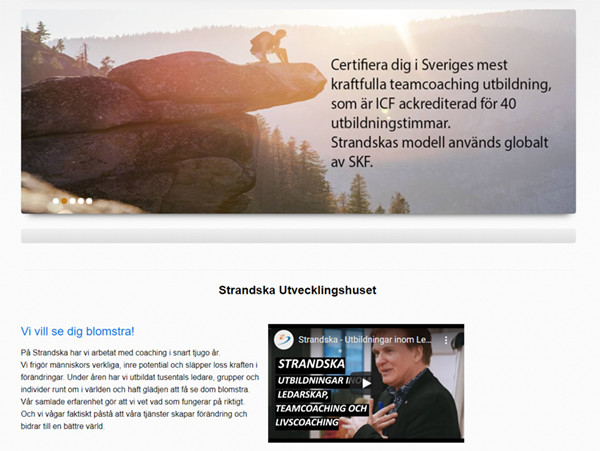 Certifiera dig i Sveriges mest
kraftfulla teamcoaching utbildning,
som är ICF ackrediterad för 40
utbildningstimmar.
Strandskas modell används globalt
av SKF.
Strandska Utvecklingshuset
Vi vill se dig blomstra!
På Strandska har vi arbetat med coaching i snart tjugo år.
Vi frigör människors verkliga, inre potential och släpper loss kraften i
förändringar. Under åren har vi utbildat tusentals ledare, grupper och
individer runt om i världen och haft glädjen att få se dom blomstra.
Vår samlade erfarenhet gör att vi vet vad som fungerar på riktigt.
Och vi vågar faktiskt påstå att våra tjänster skapar förändring och
bidrar till en bättre värld.
Strandska - Utbildningar inom Le...
STRANDSKA
UTBILDNINGAR INO
LEDARSKAP,
TEAMCOACHING OCH
LIVSCOACHING